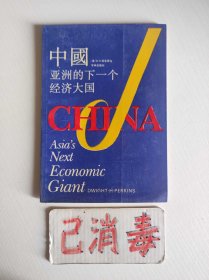 中國
亚洲的下一个
经济大国
CHINA
Asia's
Next
Economic
Giant
DWIGHT H·PERKINS
已消毒